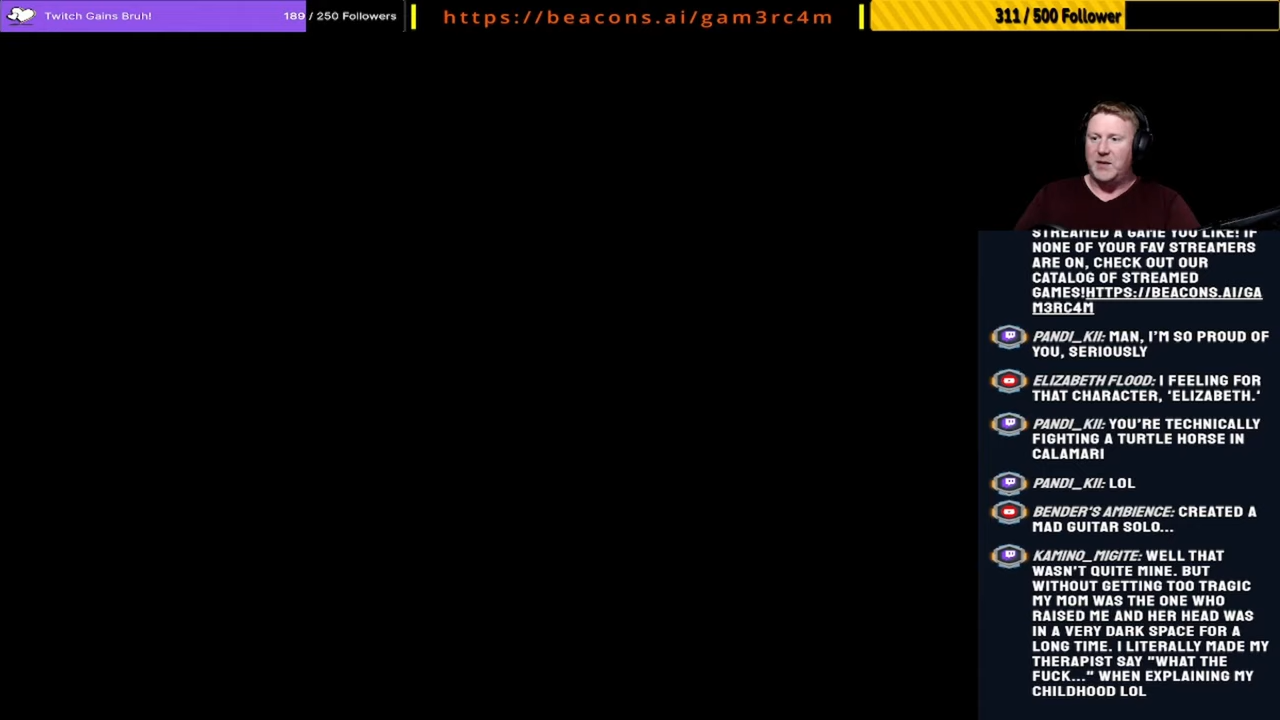 Twitch Gains Bruh!
189 / 250 Followers
https://beacons.ai/gam3rc4m
311 / 500 Follower
STREAMED A GAME YOU LIKE! IF
NONE OF YOUR FAV STREAMERS
ARE ON, CHECK OUT OUR
CATALOG OF STREAMED
GAMES!HTTPS://BEACONS.AI/GA
M3RC4M
PANDI_KII: MAN, I'M SO PROUD OF
YOU, SERIOUSLY
ELIZABETH FLOOD: I FEELING FOR
THAT CHARACTER, 'ELIZABETH.'
PANDI_KII: YOU'RE TECHNICALLY
FIGHTING A TURTLE HORSE IN
CALAMARI
PANDI_KII: LOL
BENDER'S AMBIENCE: CREATED A
MAD GUITAR SOLO...
KAMINO_MIGITE: WELL THAT
WASN'T QUITE MINE. BUT
WITHOUT GETTING TOO TRAGIC
MY MOM WAS THE ONE WHO
RAISED ME AND HER HEAD WAS
IN A VERY DARK SPACE FOR A
LONG TIME. I LITERALLY MADE MY
THERAPIST SAY "WHAT THE
FUCK..." WHEN EXPLAINING MY
CHILDHOOD LOL